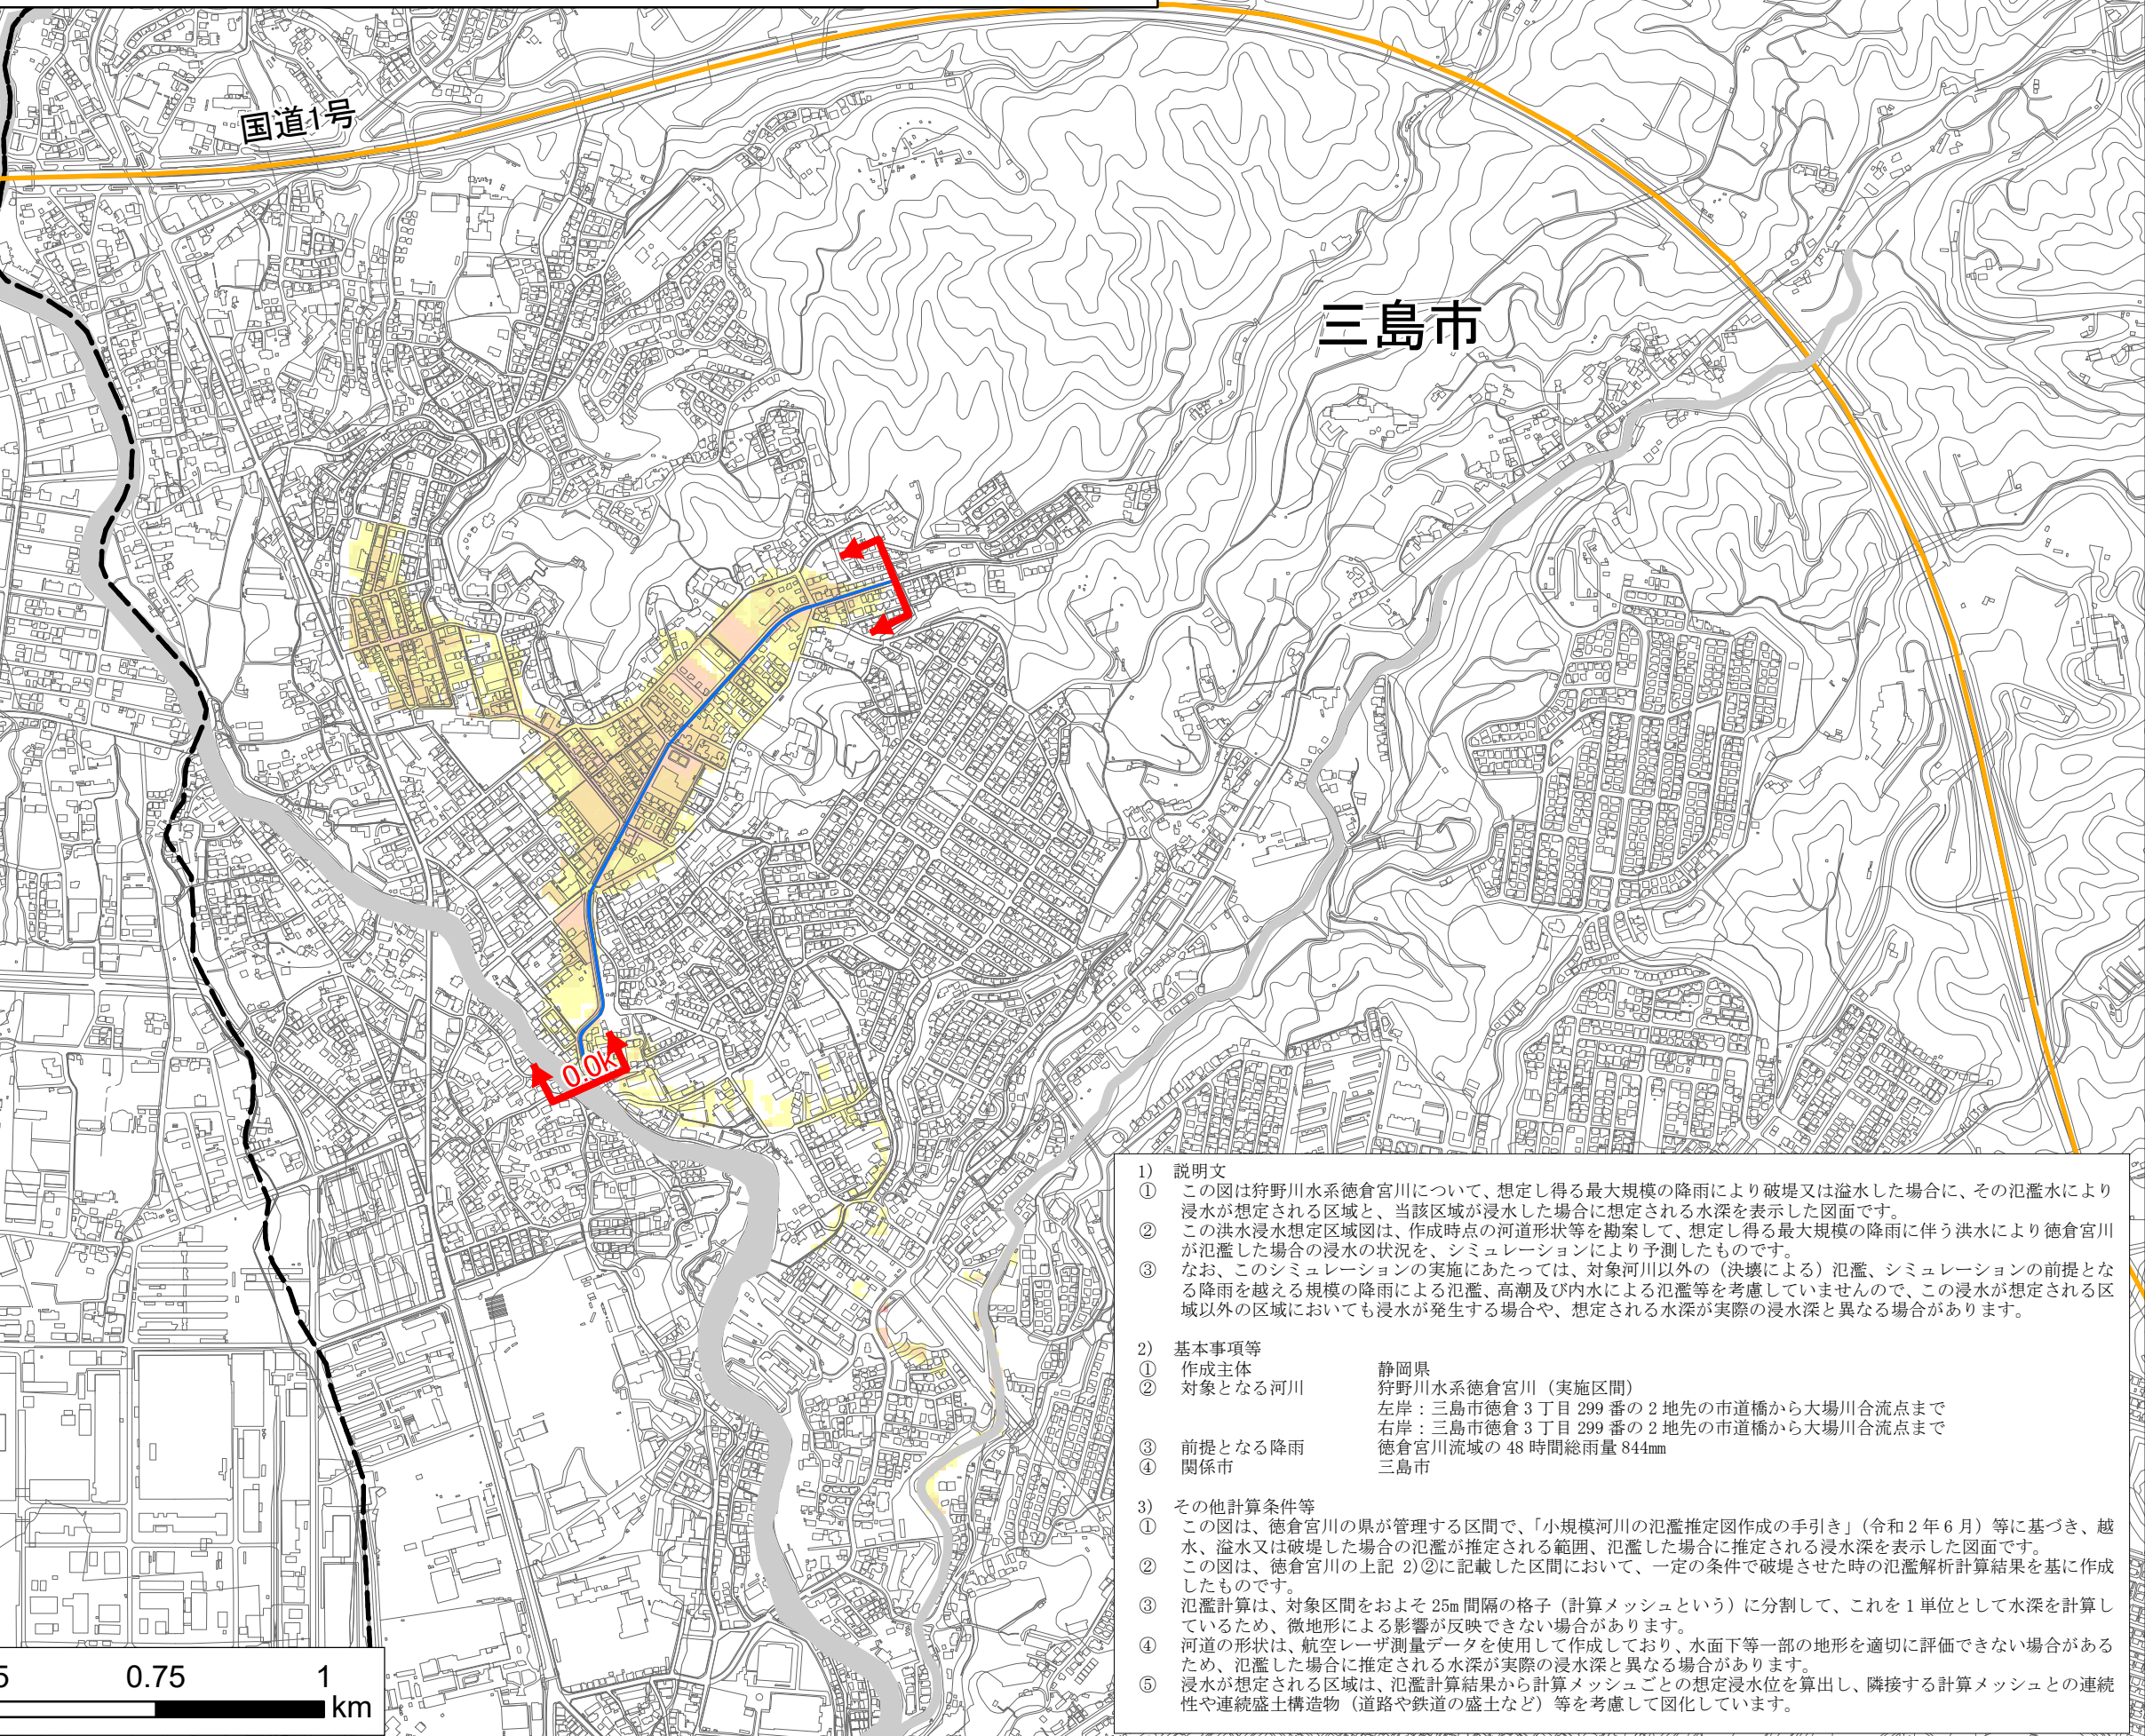 国道1号
三島市
0.0k
1) 説明文
① この図は狩野川水系徳倉宮川について、想定し得る最大規模の降雨により破堤又は溢水した場合に、その氾濫水により
浸水が想定される区域と、当該区域が浸水した場合に想定される水深を表示した図面です。
② この洪水浸水想定区域図は、作成時点の河道形状等を勘案して、想定し得る最大規模の降雨に伴う洪水により徳倉宮川
が氾濫した場合の浸水の状況を、シミュレーションにより予測したものです。
③ なお、このシミュレーションの実施にあたっては、対象河川以外の（決壊による）氾濫、シミュレーションの前提とな
る降雨を越える規模の降雨による氾濫、高潮及び内水による氾濫等を考慮していませんので、この浸水が想定される区
域以外の区域においても浸水が発生する場合や、想定される水深が実際の浸水深と異なる場合があります。
2) 基本事項等
① 作成主体 静岡県
② 対象となる河川 狩野川水系徳倉宮川（実施区間）
左岸：三島市徳倉3丁目299番の2地先の市道橋から大場川合流点まで
右岸：三島市徳倉3丁目299番の2地先の市道橋から大場川合流点まで
③ 前提となる降雨 徳倉宮川流域の48時間総雨量844mm
④ 関係市 三島市
3) その他計算条件等
① この図は、徳倉宮川の県が管理する区間で、「小規模河川の氾濫推定図作成の手引き」（令和2年6月）等に基づき、越
水、溢水又は破堤した場合の氾濫が推定される範囲、氾濫した場合に推定される浸水深を表示した図面です。
② この図は、徳倉宮川の上記 2)②に記載した区間において、一定の条件で破堤させた時の氾濫解析計算結果を基に作成
したものです。
③ 氾濫計算は、対象区間をおよそ25m間隔の格子（計算メッシュという）に分割して、これを1単位として水深を計算し
ているため、微地形による影響が反映できない場合があります。
④ 河道の形状は、航空レーザ測量データを使用して作成しており、水面下等一部の地形を適切に評価できない場合がある
ため、氾濫した場合に推定される水深が実際の浸水深と異なる場合があります。
⑤ 浸水が想定される区域は、氾濫計算結果から計算メッシュごとの想定浸水位を算出し、隣接する計算メッシュとの連続
性や連続盛土構造物（道路や鉄道の盛土など）等を考慮して図化しています。
5 0.75 1
km